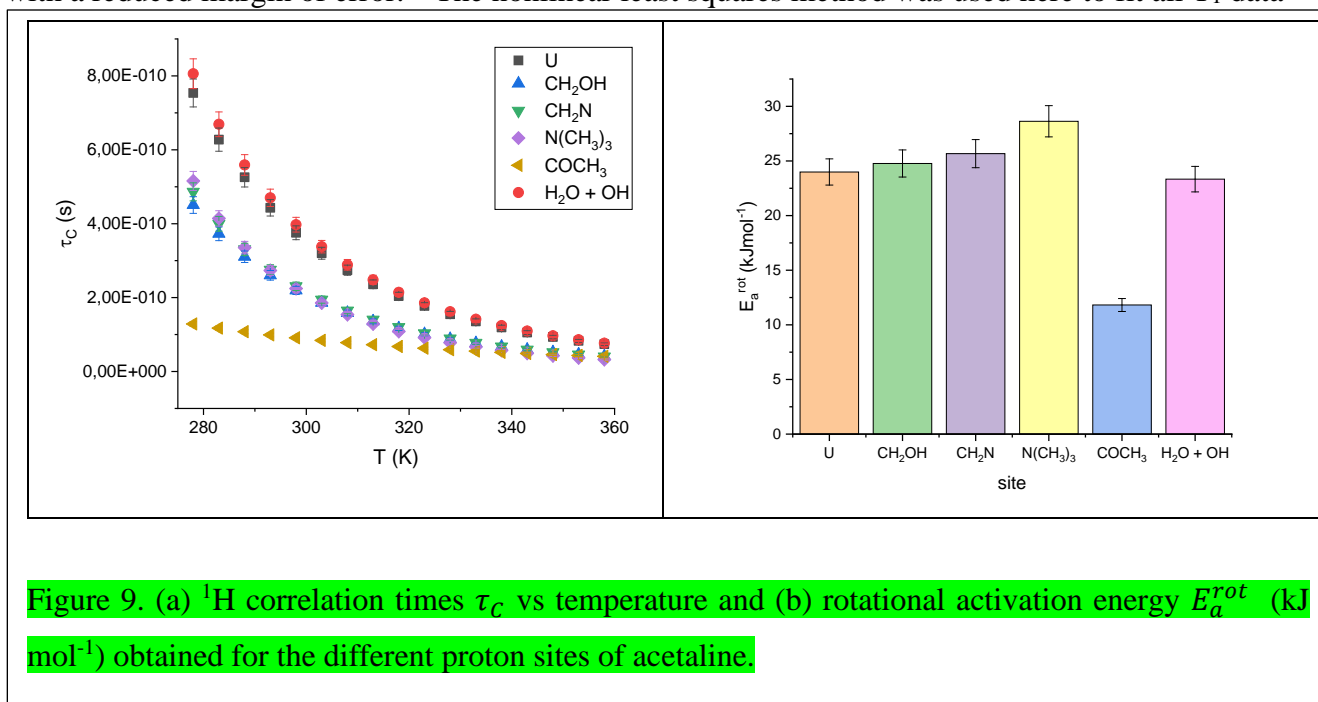 with a reduced margin of error. The nonlinear least squares method was used here to fit all T₁ data
8,00E-010
6,00E-010
4,00E-010
2,00E-010
0,00E+000
τ_C (s)
280
300
320
340
360
T (K)
U
CH₂OH
CH₂N
N(CH₃)₃
COCH₃
H₂O + OH
30
25
20
15
10
5
0
E_a^rot (kJmol⁻¹)
U
CH₂OH
CH₂N
N(CH₃)₃
COCH₃
H₂O + OH
site
Figure 9. (a) ¹H correlation times τ_C vs temperature and (b) rotational activation energy E_a^rot (kJ
mol⁻¹) obtained for the different proton sites of acetaline.